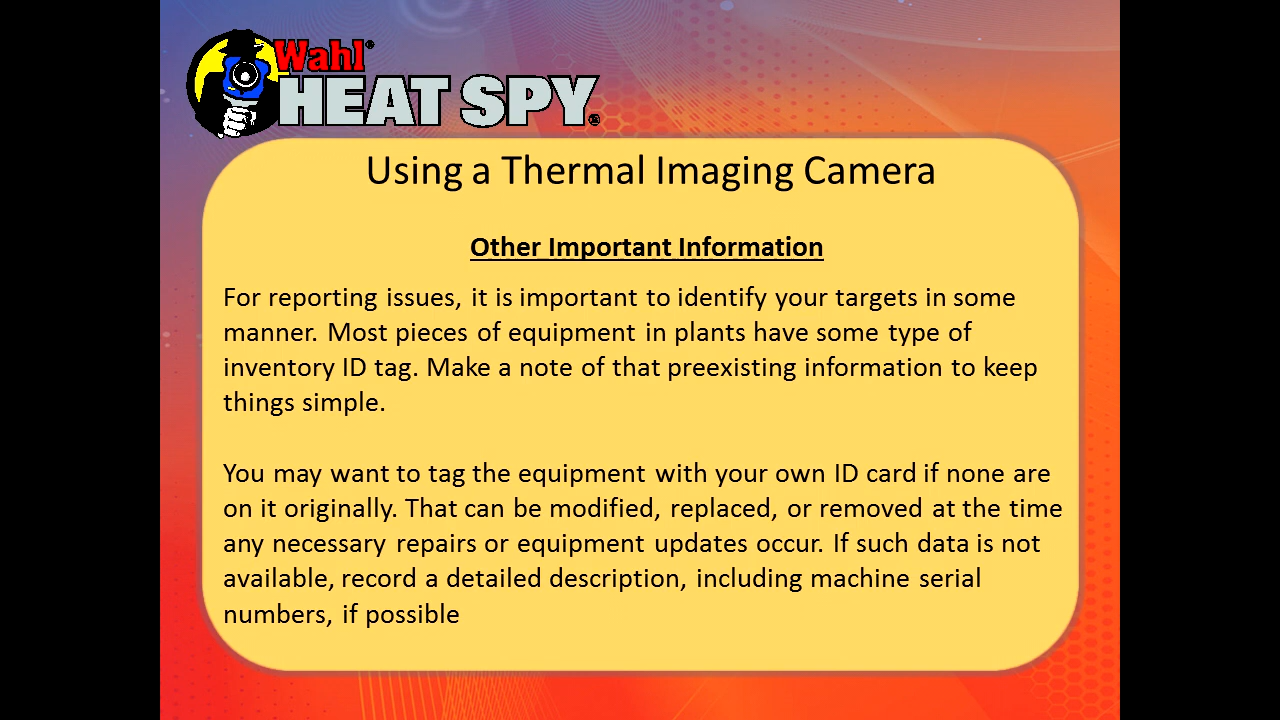 Wahl®
HEAT SPY®
Using a Thermal Imaging Camera
Other Important Information
For reporting issues, it is important to identify your targets in some
manner. Most pieces of equipment in plants have some type of
inventory ID tag. Make a note of that preexisting information to keep
things simple.
You may want to tag the equipment with your own ID card if none are
on it originally. That can be modified, replaced, or removed at the time
any necessary repairs or equipment updates occur. If such data is not
available, record a detailed description, including machine serial
numbers, if possible